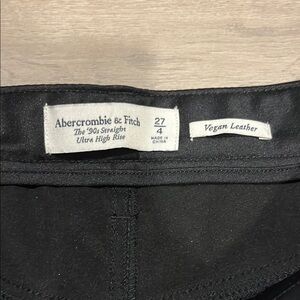 Abercrombie & Fitch
The '90s Straight
Ultra High Rise
27
4
MADE IN
CHINA
Vegan Leather